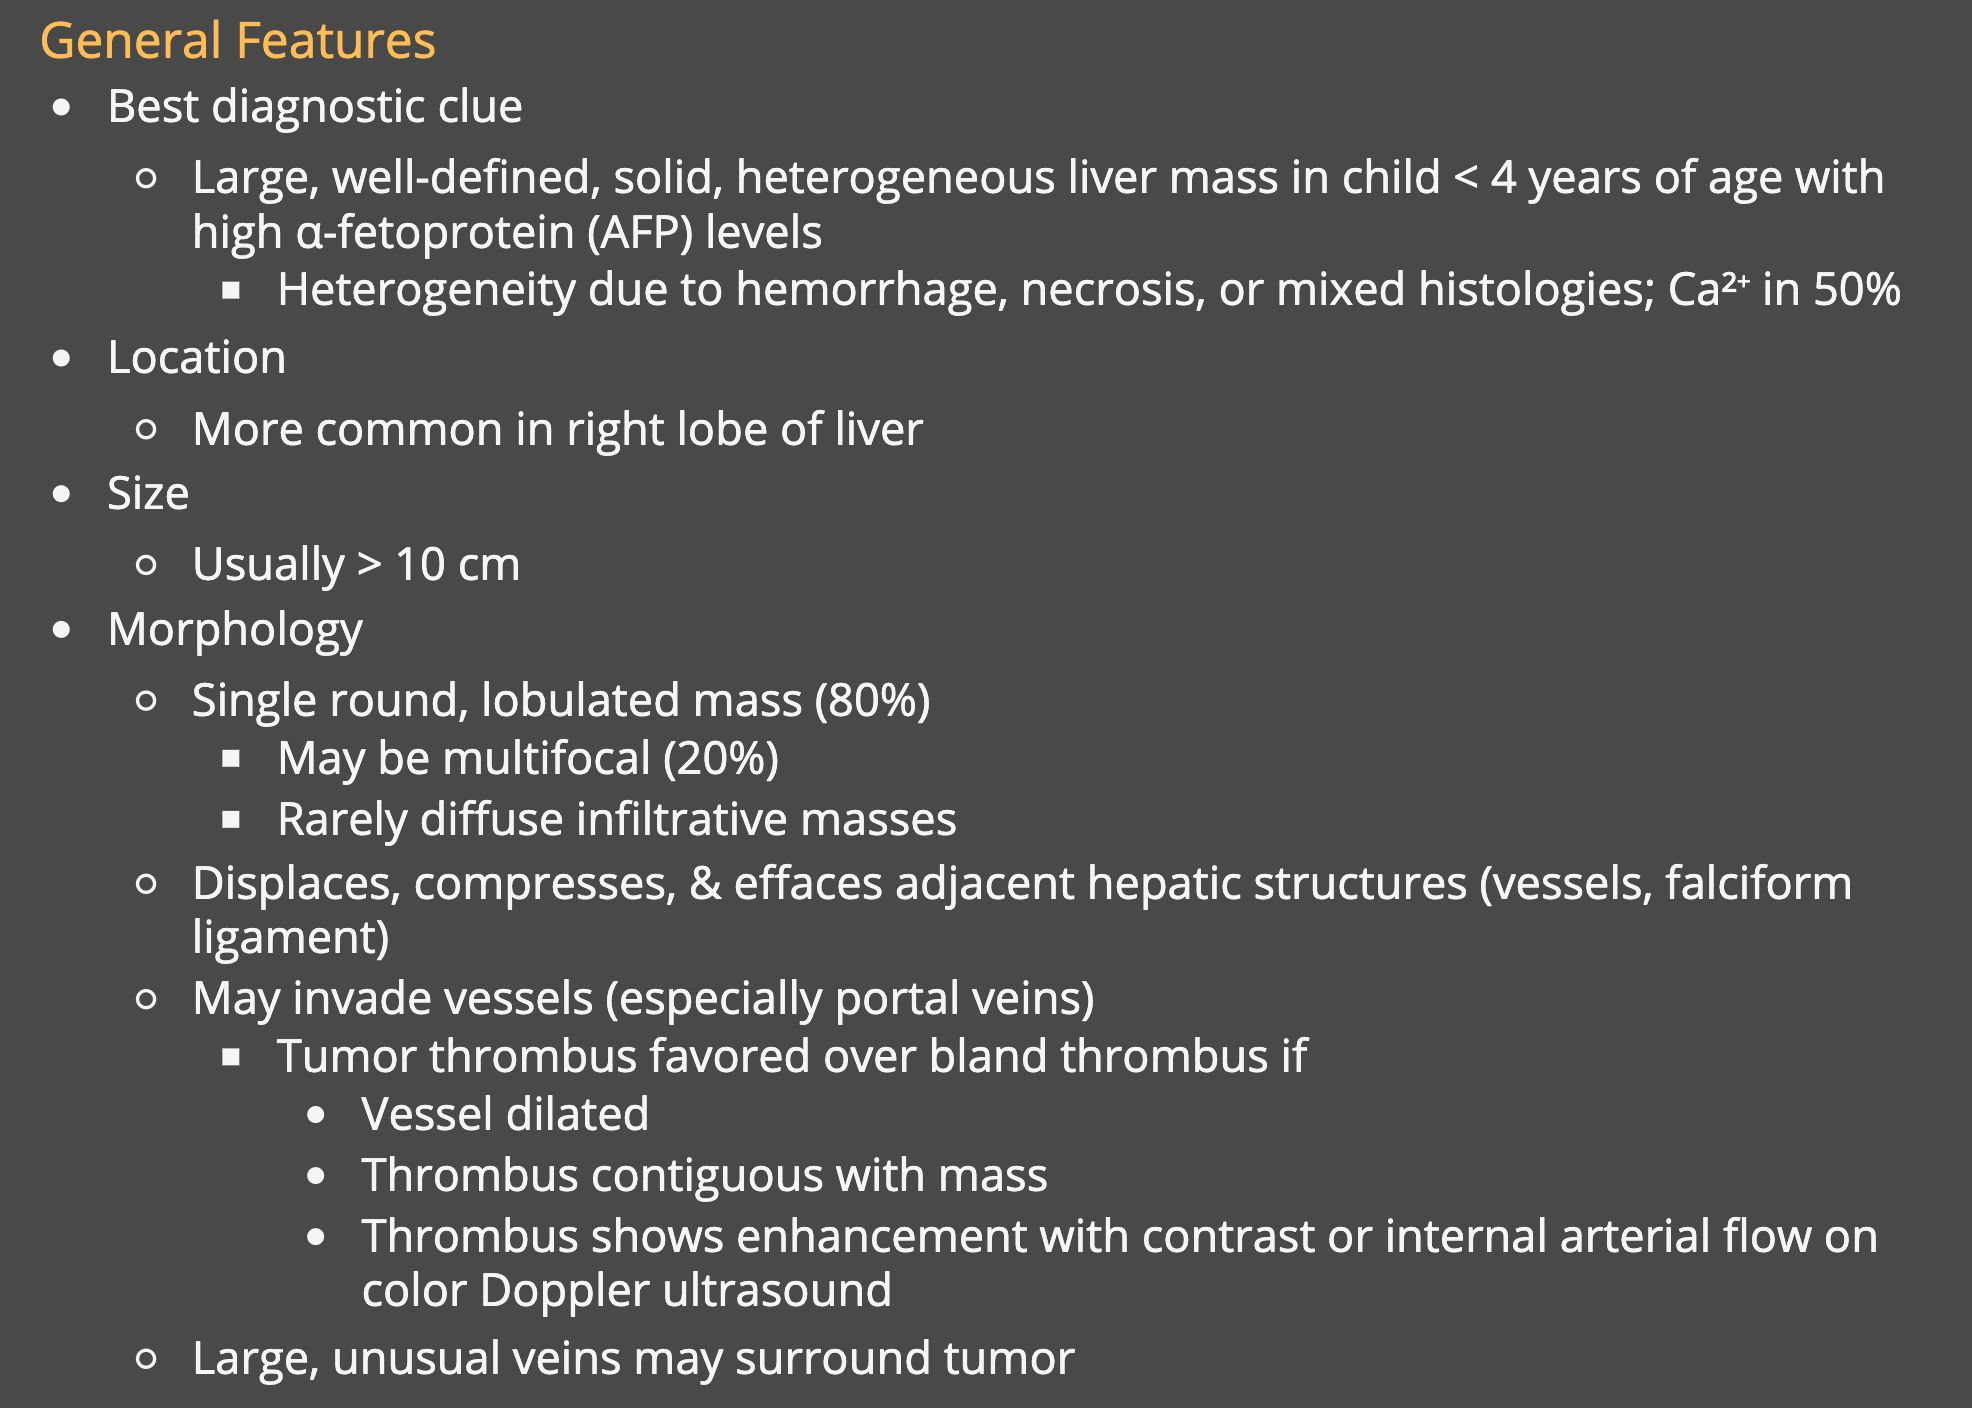 General Features
• Best diagnostic clue
○ Large, well-defined, solid, heterogeneous liver mass in child < 4 years of age with
high α-fetoprotein (AFP) levels
▪ Heterogeneity due to hemorrhage, necrosis, or mixed histologies; Ca²⁺ in 50%
• Location
○ More common in right lobe of liver
• Size
○ Usually > 10 cm
• Morphology
○ Single round, lobulated mass (80%)
▪ May be multifocal (20%)
▪ Rarely diffuse infiltrative masses
○ Displaces, compresses, & effaces adjacent hepatic structures (vessels, falciform
ligament)
○ May invade vessels (especially portal veins)
▪ Tumor thrombus favored over bland thrombus if
• Vessel dilated
• Thrombus contiguous with mass
• Thrombus shows enhancement with contrast or internal arterial flow on
color Doppler ultrasound
○ Large, unusual veins may surround tumor